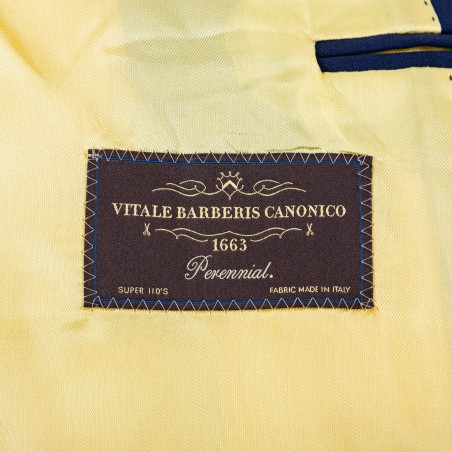 VITALE BARBERIS CANONICO
1663
Perennial.
SUPER 110'S FABRIC MADE IN ITALY